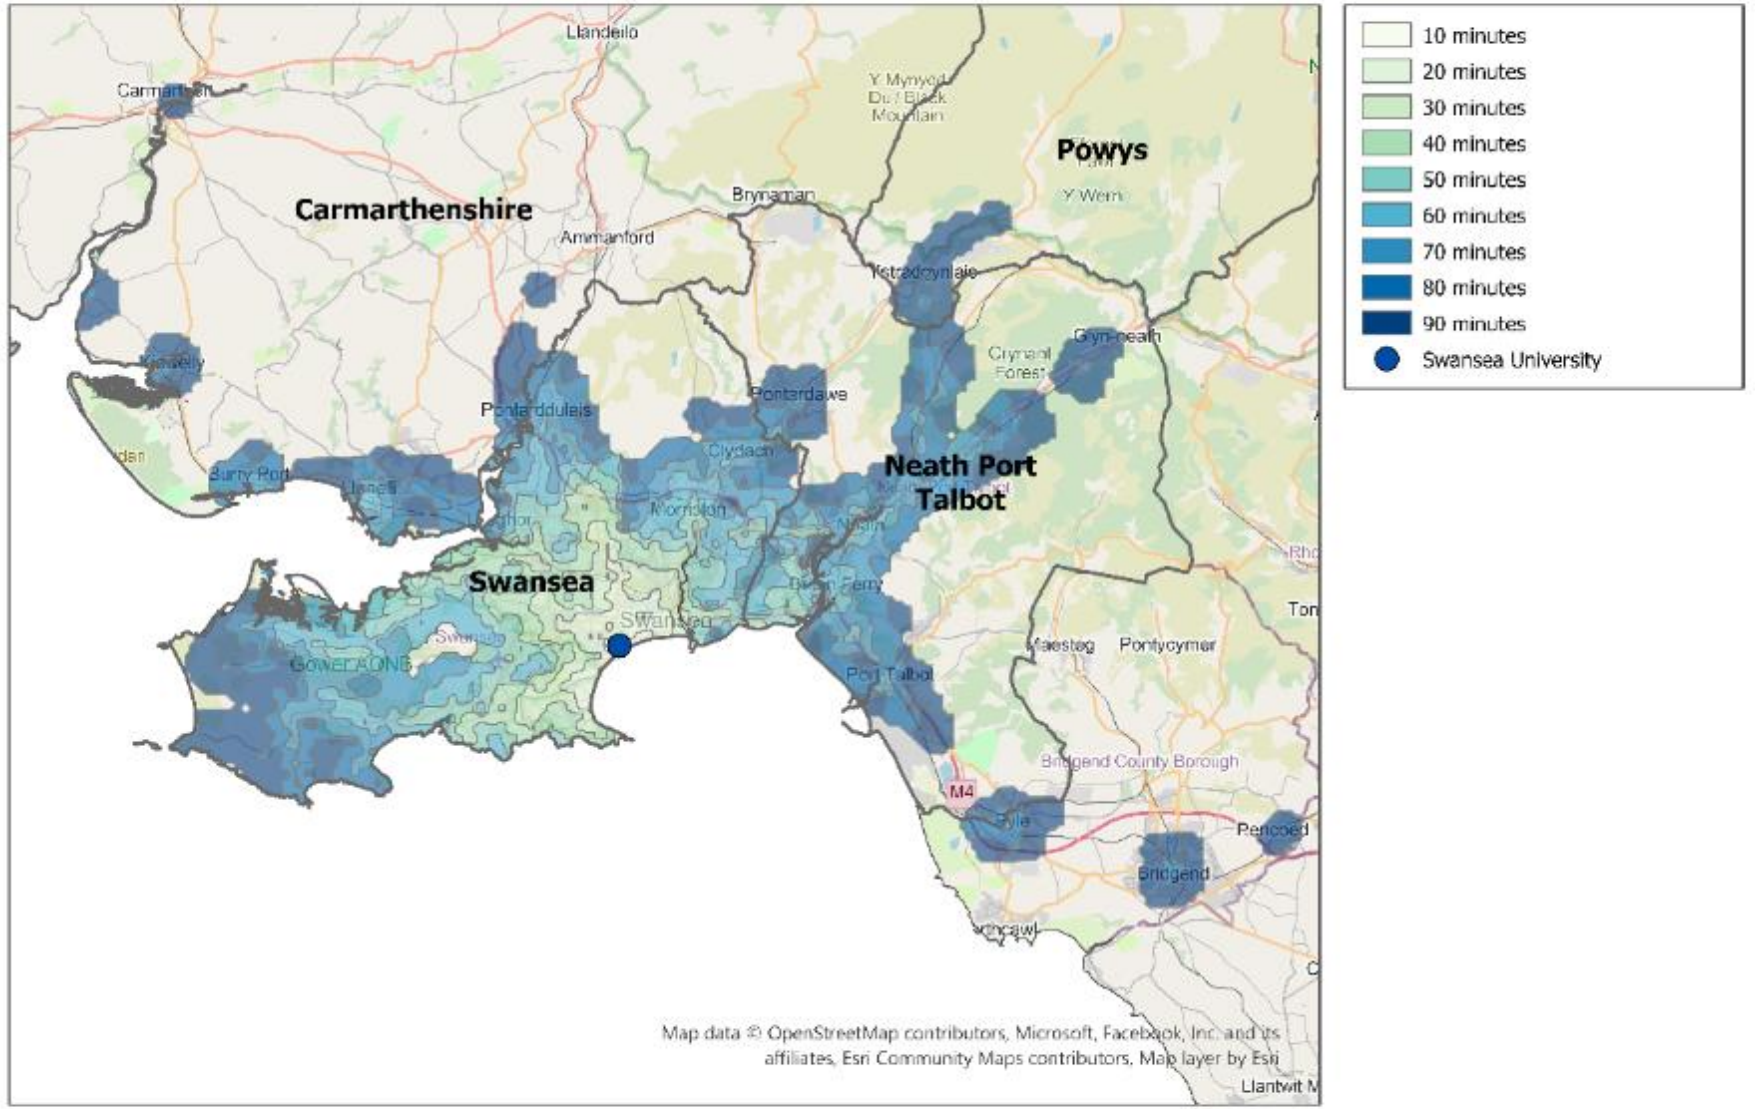 Llandeilo
Y Mynydd
Du / Black
Mountain
Powys
Y Wern
Brynaman
Carmarthenshire
Ammanford
Ystradgynlais
Glyn-neath
Crynant
Forest
Kidwelly
Pontardawe
Pontarddulais
Clydach
Burry Port
Llanelli
Neath Port
Talbot
Morriston
Neath
Swansea
Briton Ferry
Swansea
Swansea
Gower AONB
Port Talbot
Maesteg
Pontycymer
Bridgend County Borough
M4
Pyle
Pencoed
Bridgend
rthcawl
Llantwit M
Map data © OpenStreetMap contributors, Microsoft, Facebook, Inc. and its
affiliates, Esri Community Maps contributors, Map layer by Esri
10 minutes
20 minutes
30 minutes
40 minutes
50 minutes
60 minutes
70 minutes
80 minutes
90 minutes
Swansea University